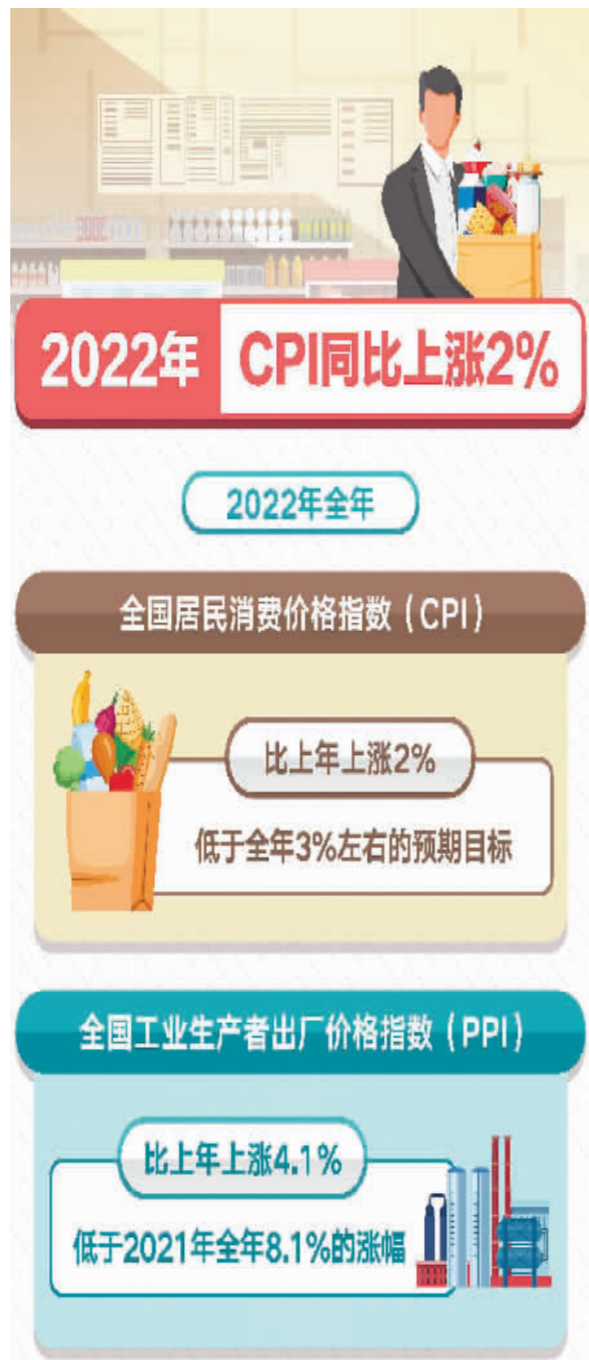 2022年 CPI同比上涨2%
2022年全年
全国居民消费价格指数（CPI）
比上年上涨2%
低于全年3%左右的预期目标
全国工业生产者出厂价格指数（PPI）
比上年上涨4.1%
低于2021年全年8.1%的涨幅